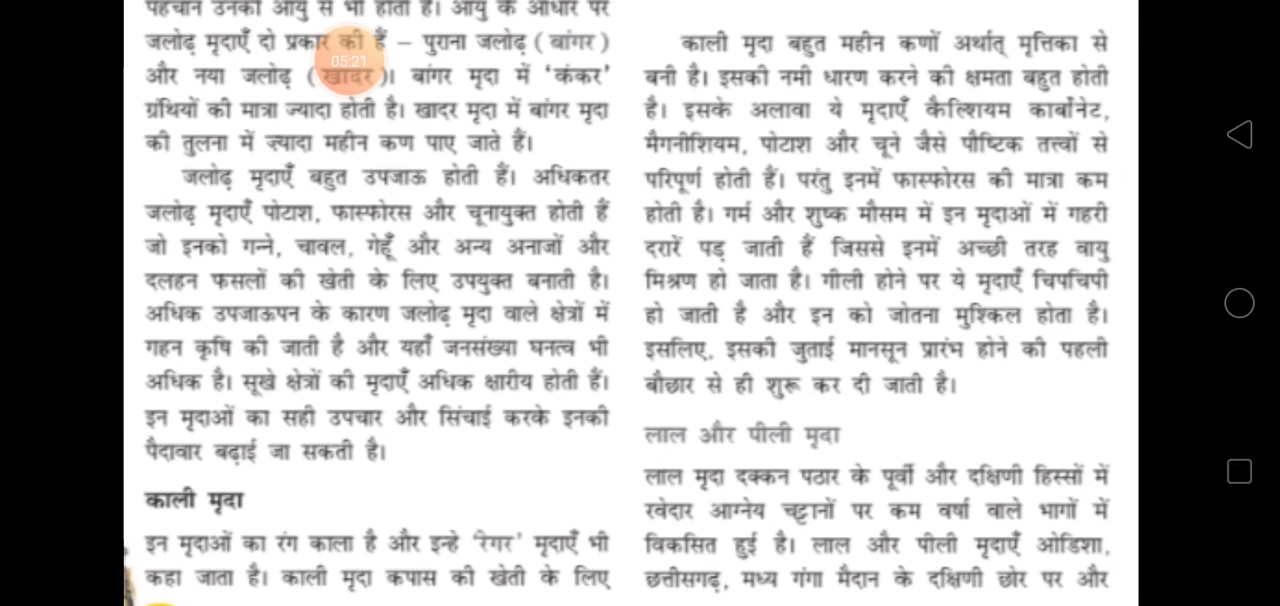 पहचान उनकी आयु से भी होती है। आयु के आधार पर
जलोढ़ मृदाएँ दो प्रकार की हैं – पुराना जलोढ़ (बांगर)
और नया जलोढ़ (खादर)। बांगर मृदा में ‘कंकर’
ग्रंथियों की मात्रा ज्यादा होती है। खादर मृदा में बांगर मृदा
की तुलना में ज्यादा महीन कण पाए जाते हैं।
जलोढ़ मृदाएँ बहुत उपजाऊ होती हैं। अधिकतर
जलोढ़ मृदाएँ पोटाश, फास्फोरस और चूनायुक्त होती हैं
जो इनको गन्ने, चावल, गेहूँ और अन्य अनाजों और
दलहन फसलों की खेती के लिए उपयुक्त बनाती है।
अधिक उपजाऊपन के कारण जलोढ़ मृदा वाले क्षेत्रों में
गहन कृषि की जाती है और यहाँ जनसंख्या घनत्व भी
अधिक है। सूखे क्षेत्रों की मृदाएँ अधिक क्षारीय होती हैं।
इन मृदाओं का सही उपचार और सिंचाई करके इनकी
पैदावार बढ़ाई जा सकती है।
काली मृदा
इन मृदाओं का रंग काला है और इन्हे ‘रेगर’ मृदाएँ भी
कहा जाता है। काली मृदा कपास की खेती के लिए
काली मृदा बहुत महीन कणों अर्थात् मृत्तिका से
बनी है। इसकी नमी धारण करने की क्षमता बहुत होती
है। इसके अलावा ये मृदाएँ कैल्शियम कार्बोनेट,
मैगनीशियम, पोटाश और चूने जैसे पौष्टिक तत्त्वों से
परिपूर्ण होती हैं। परंतु इनमें फास्फोरस की मात्रा कम
होती है। गर्म और शुष्क मौसम में इन मृदाओं में गहरी
दरारें पड़ जाती हैं जिससे इनमें अच्छी तरह वायु
मिश्रण हो जाता है। गीली होने पर ये मृदाएँ चिपचिपी
हो जाती है और इन को जोतना मुश्किल होता है।
इसलिए, इसकी जुताई मानसून प्रारंभ होने की पहली
बौछार से ही शुरू कर दी जाती है।
लाल और पीली मृदा
लाल मृदा दक्कन पठार के पूर्वी और दक्षिणी हिस्सों में
रवेदार आग्नेय चट्टानों पर कम वर्षा वाले भागों में
विकसित हुई है। लाल और पीली मृदाएँ ओडिशा,
छत्तीसगढ़, मध्य गंगा मैदान के दक्षिणी छोर पर और
05:21